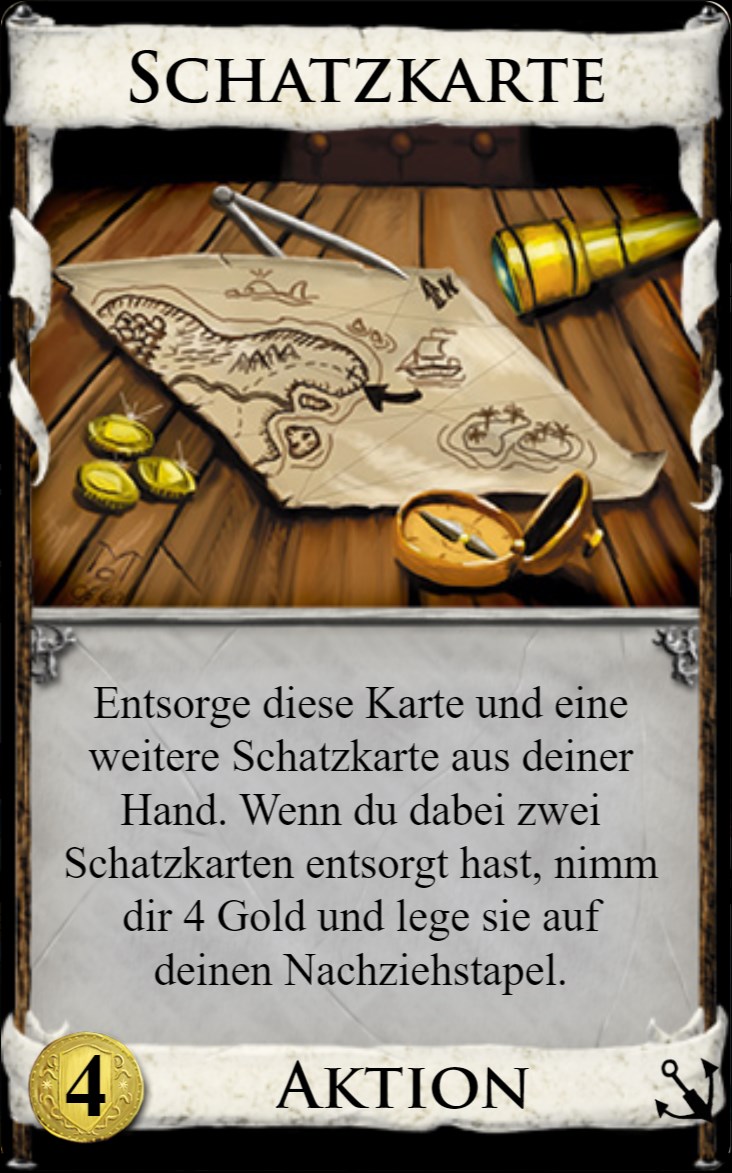 Schatzkarte
Entsorge diese Karte und eine
weitere Schatzkarte aus deiner
Hand. Wenn du dabei zwei
Schatzkarten entsorgt hast, nimm
dir 4 Gold und lege sie auf
deinen Nachziehstapel.
4 Aktion